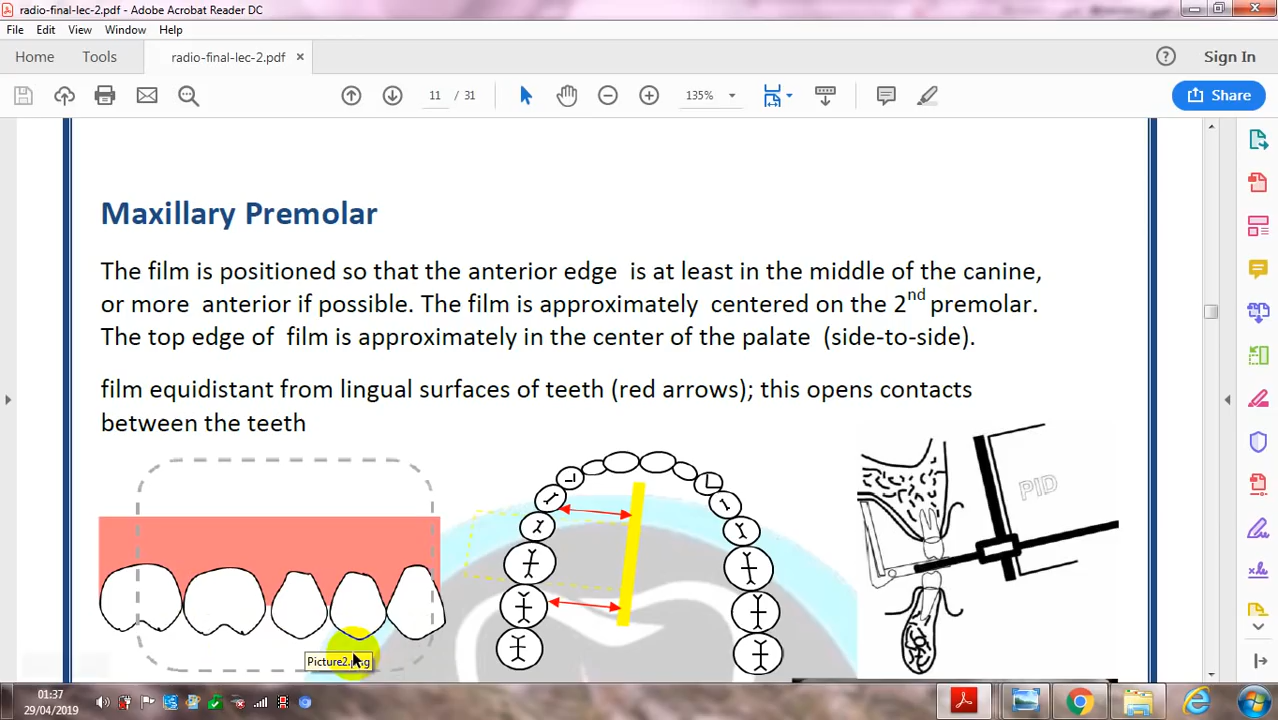 radio-final-lec-2.pdf - Adobe Acrobat Reader DC
File Edit View Window Help
Home Tools radio-final-lec-2.pdf × Sign In
11 / 31 135% Share
Maxillary Premolar
The film is positioned so that the anterior edge is at least in the middle of the canine,
or more anterior if possible. The film is approximately centered on the 2nd premolar.
The top edge of film is approximately in the center of the palate (side-to-side).
film equidistant from lingual surfaces of teeth (red arrows); this opens contacts
between the teeth
PID
Picture2.png
01:37
29/04/2019